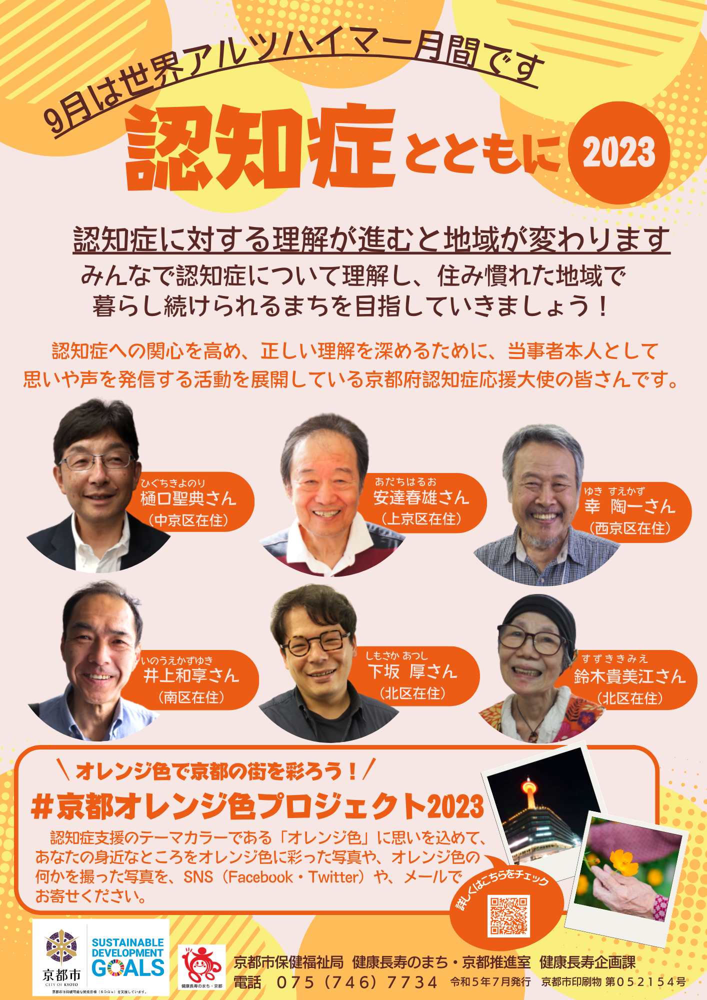 9月は世界アルツハイマー月間です
認知症とともに 2023
認知症に対する理解が進むと地域が変わります
みんなで認知症について理解し、住み慣れた地域で
暮らし続けられるまちを目指していきましょう！
認知症への関心を高め、正しい理解を深めるために、当事者本人として
思いや声を発信する活動を展開している京都府認知症応援大使の皆さんです。
ひぐちきよのり
樋口聖典さん
（中京区在住）
あだちはるお
安達春雄さん
（上京区在住）
ゆき すえかず
幸 陶一さん
（西京区在住）
いのうえかずゆき
井上和享さん
（南区在住）
しもさか あつし
下坂 厚さん
（北区在住）
すずききみえ
鈴木貴美江さん
（北区在住）
\ オレンジ色で京都の街を彩ろう！/
#京都オレンジ色プロジェクト2023
認知症支援のテーマカラーである「オレンジ色」に思いを込めて、
あなたの身近なところをオレンジ色に彩った写真や、オレンジ色の
何かを撮った写真を、SNS（Facebook・Twitter）や、メールで
お寄せください。
詳しくはこちらをチェック
京都市
CITY OF KYOTO
SUSTAINABLE
DEVELOPMENT
GOALS
京都市は持続可能な開発目標（SDGs）を支援しています。
健康長寿のまち・京都
京都市保健福祉局 健康長寿のまち・京都推進室 健康長寿企画課
電話 ０７５（７４６）７７３４ 令和５年７月発行 京都市印刷物 第０５２１５４号